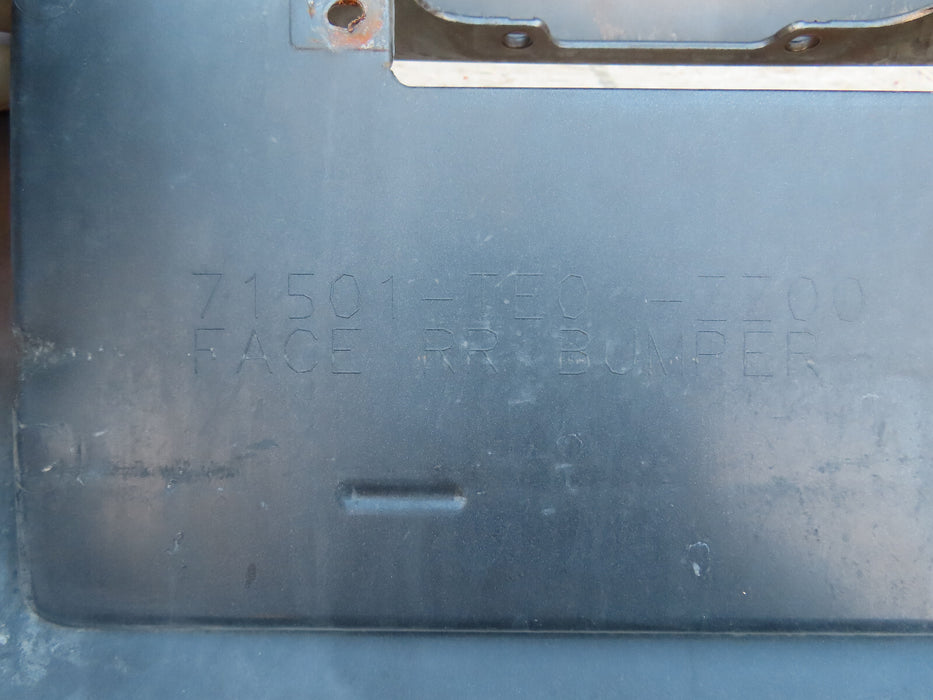 71501-TE0 -ZZ00
FACE RR BUMPER